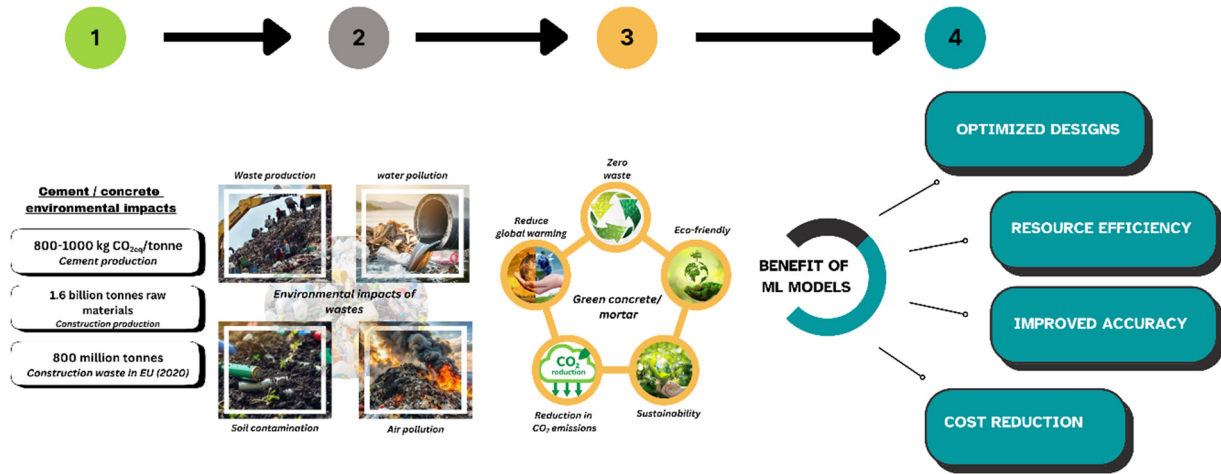 1
2
3
4
Cement / concrete
environmental impacts
800-1000 kg CO2eq/tonne
Cement production
1.6 billion tonnes raw
materials
Construction production
800 million tonnes
Construction waste in EU (2020)
Waste production
water pollution
Environmental impacts of
wastes
Soil contamination
Air pollution
Zero
waste
Reduce
global warming
Eco-friendly
Green concrete/
mortar
CO2
reduction
Reduction in
CO2 emissions
Sustainability
BENEFIT OF
ML MODELS
OPTIMIZED DESIGNS
RESOURCE EFFICIENCY
IMPROVED ACCURACY
COST REDUCTION